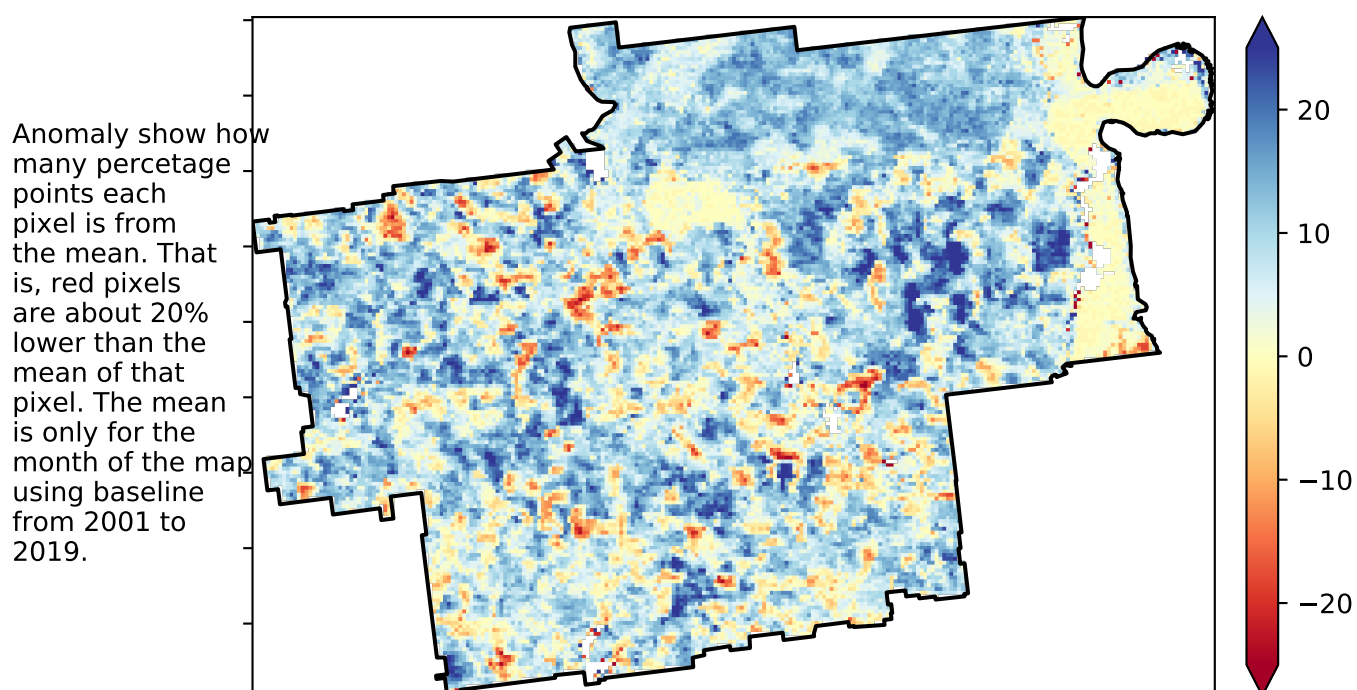 Anomaly show how
many percetage
points each
pixel is from
the mean. That
is, red pixels
are about 20%
lower than the
mean of that
pixel. The mean
is only for the
month of the map
using baseline
from 2001 to
2019.
20
10
0
−10
−20